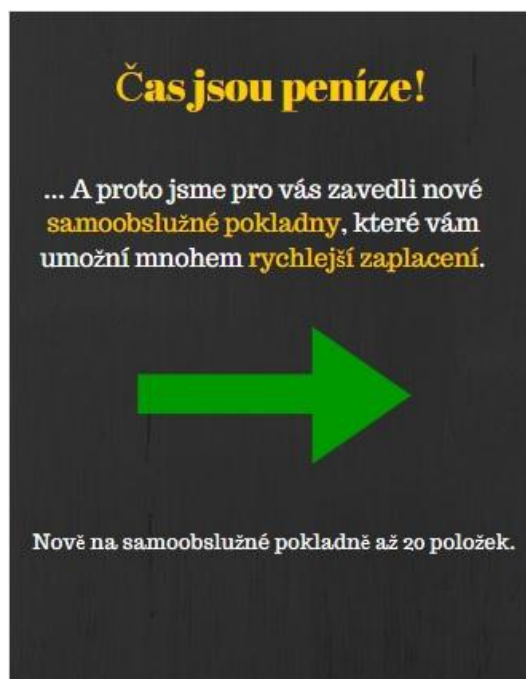 Čas jsou peníze!
... A proto jsme pro vás zavedli nové
samoobslužné pokladny, které vám
umožní mnohem rychlejší zaplacení.
Nově na samoobslužné pokladně až 20 položek.